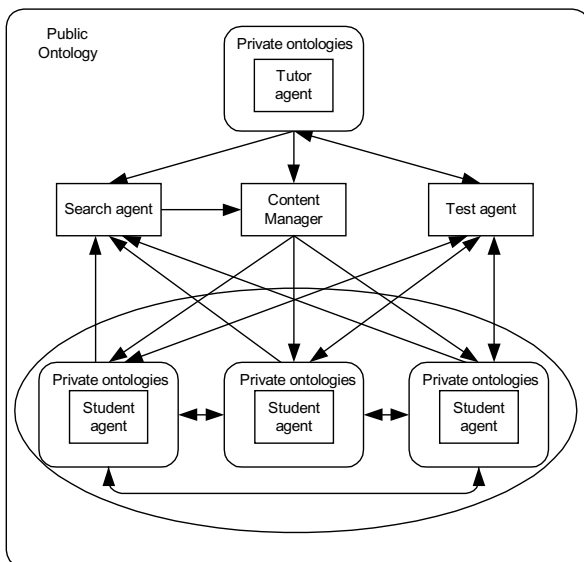 Public
Ontology
Private ontologies
Tutor
agent
Search agent
Content
Manager
Test agent
Private ontologies
Student
agent
Private ontologies
Student
agent
Private ontologies
Student
agent